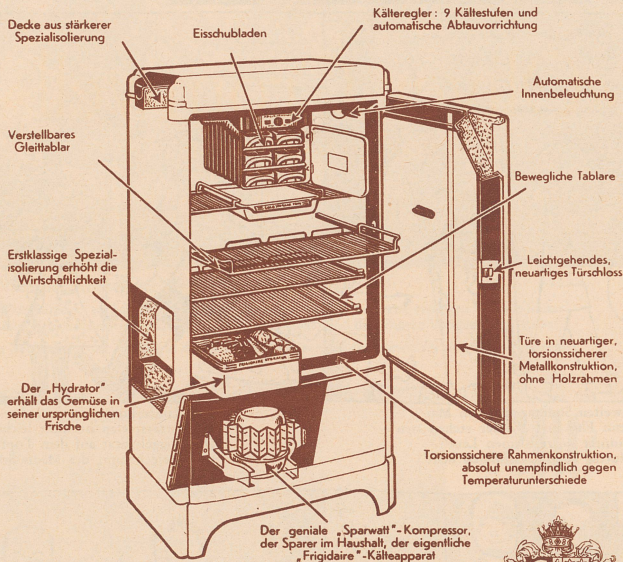 Decke aus stärkerer
Spezialisolierung
Eisschubladen
Kälteregler: 9 Kältestufen und
automatische Abtauvorrichtung
Automatische
Innenbeleuchtung
Verstellbares
Gleittablar
Bewegliche Tablare
Erstklassige Spezial-
isolierung erhöht die
Wirtschaftlichkeit
Leichtgehendes,
neuartiges Türschloss
Türe in neuartiger,
torsionssicherer
Metallkonstruktion,
ohne Holzrahmen
Der „Hydrator"
erhält das Gemüse in
seiner ursprünglichen
Frische
Torsionssichere Rahmenkonstruktion,
absolut unempfindlich gegen
Temperaturunterschiede
Der geniale „Sparwatt"-Kompressor,
der Sparer im Haushalt, der eigentliche
„Frigidaire"-Kälteapparat